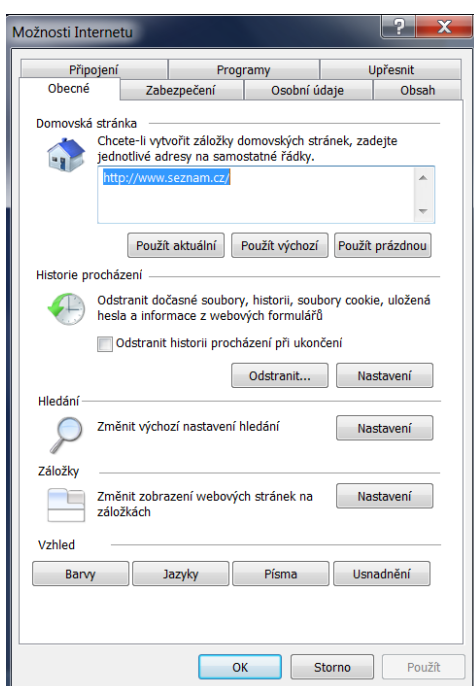 Možnosti Internetu
Připojení Programy Upřesnit
Obecné Zabezpečení Osobní údaje Obsah
Domovská stránka
Chcete-li vytvořit záložky domovských stránek, zadejte
jednotlivé adresy na samostatné řádky.
http://www.seznam.cz/
Použít aktuální Použít výchozí Použít prázdnou
Historie procházení
Odstranit dočasné soubory, historii, soubory cookie, uložená
hesla a informace z webových formulářů
Odstranit historii procházení při ukončení
Odstranit... Nastavení
Hledání
Změnit výchozí nastavení hledání Nastavení
Záložky
Změnit zobrazení webových stránek na Nastavení
záložkách
Vzhled
Barvy Jazyky Písma Usnadnění
OK Storno Použít